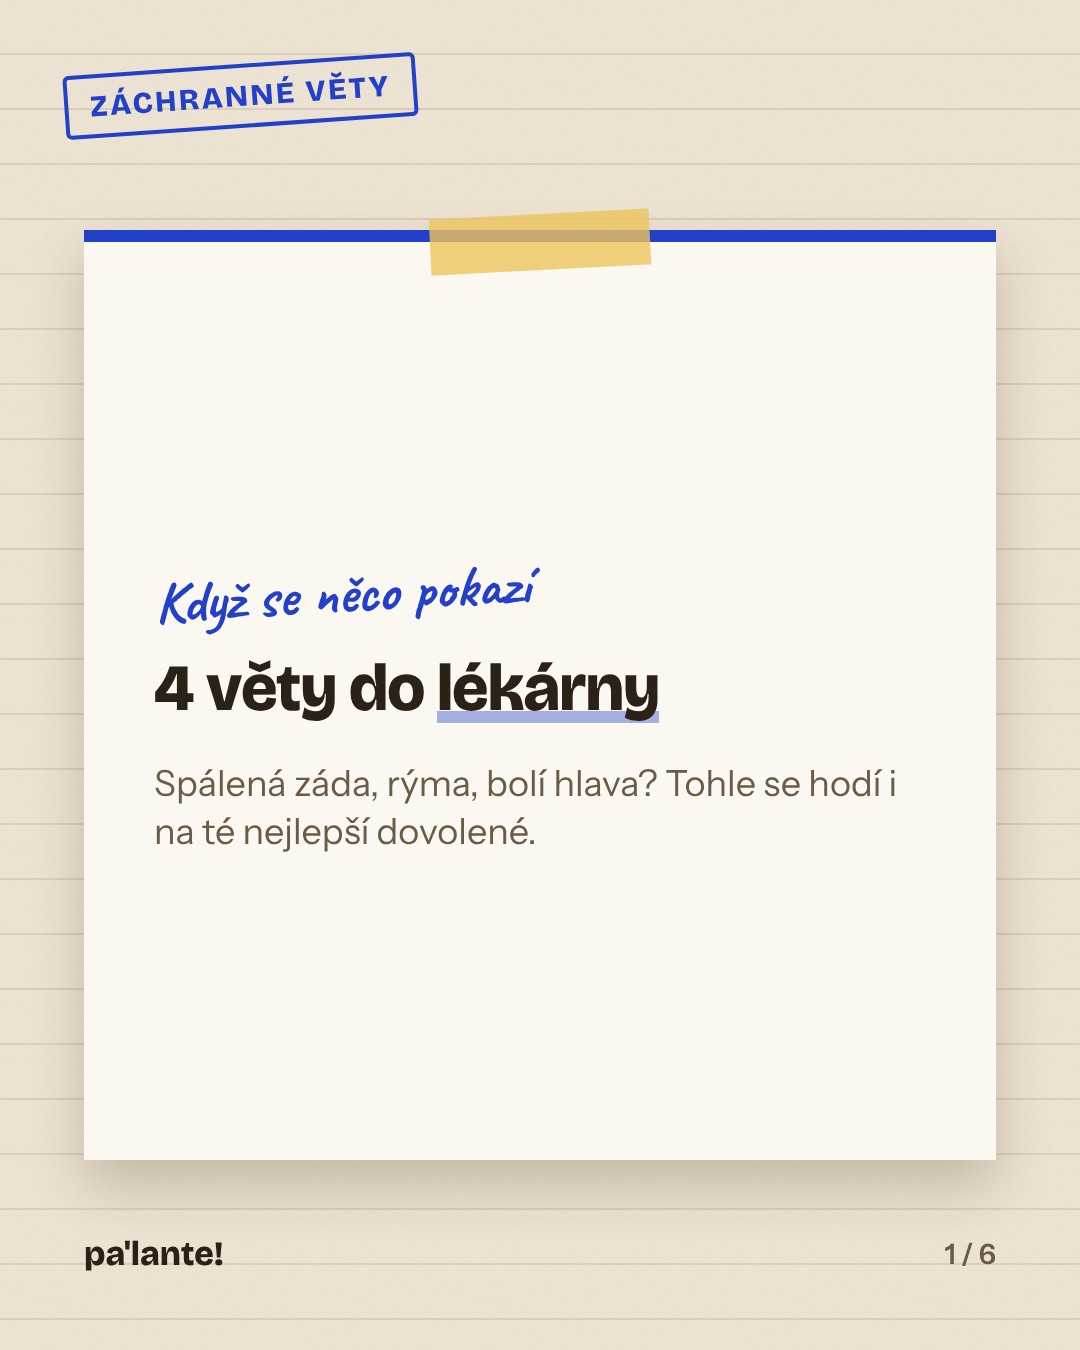 ZÁCHRANNÉ VĚTY
Když se něco pokazí
4 věty do lékárny
Spálená záda, rýma, bolí hlava? Tohle se hodí i
na té nejlepší dovolené.
pa'lante!
1 / 6